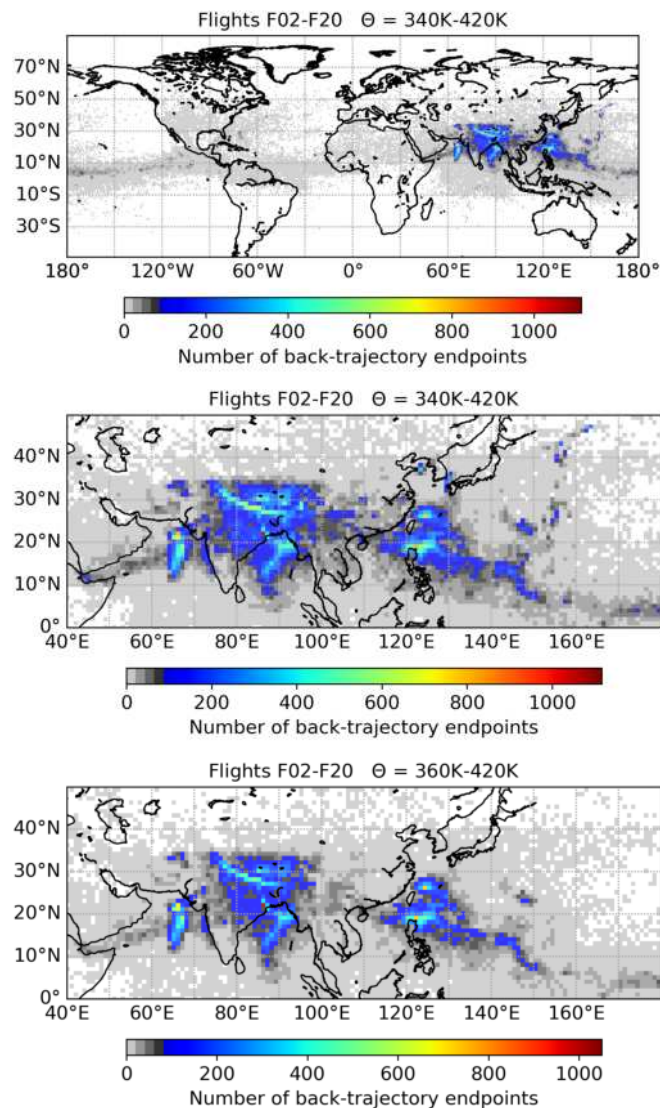 Flights F02-F20 Θ = 340K-420K
70°N
50°N
30°N
10°N
10°S
30°S
180° 120°W 60°W 0° 60°E 120°E 180°
0 200 400 600 800 1000
Number of back-trajectory endpoints
Flights F02-F20 Θ = 340K-420K
40°N
30°N
20°N
10°N
0°
40°E 60°E 80°E 100°E 120°E 140°E 160°E
0 200 400 600 800 1000
Number of back-trajectory endpoints
Flights F02-F20 Θ = 360K-420K
40°N
30°N
20°N
10°N
0°
40°E 60°E 80°E 100°E 120°E 140°E 160°E
0 200 400 600 800 1000
Number of back-trajectory endpoints